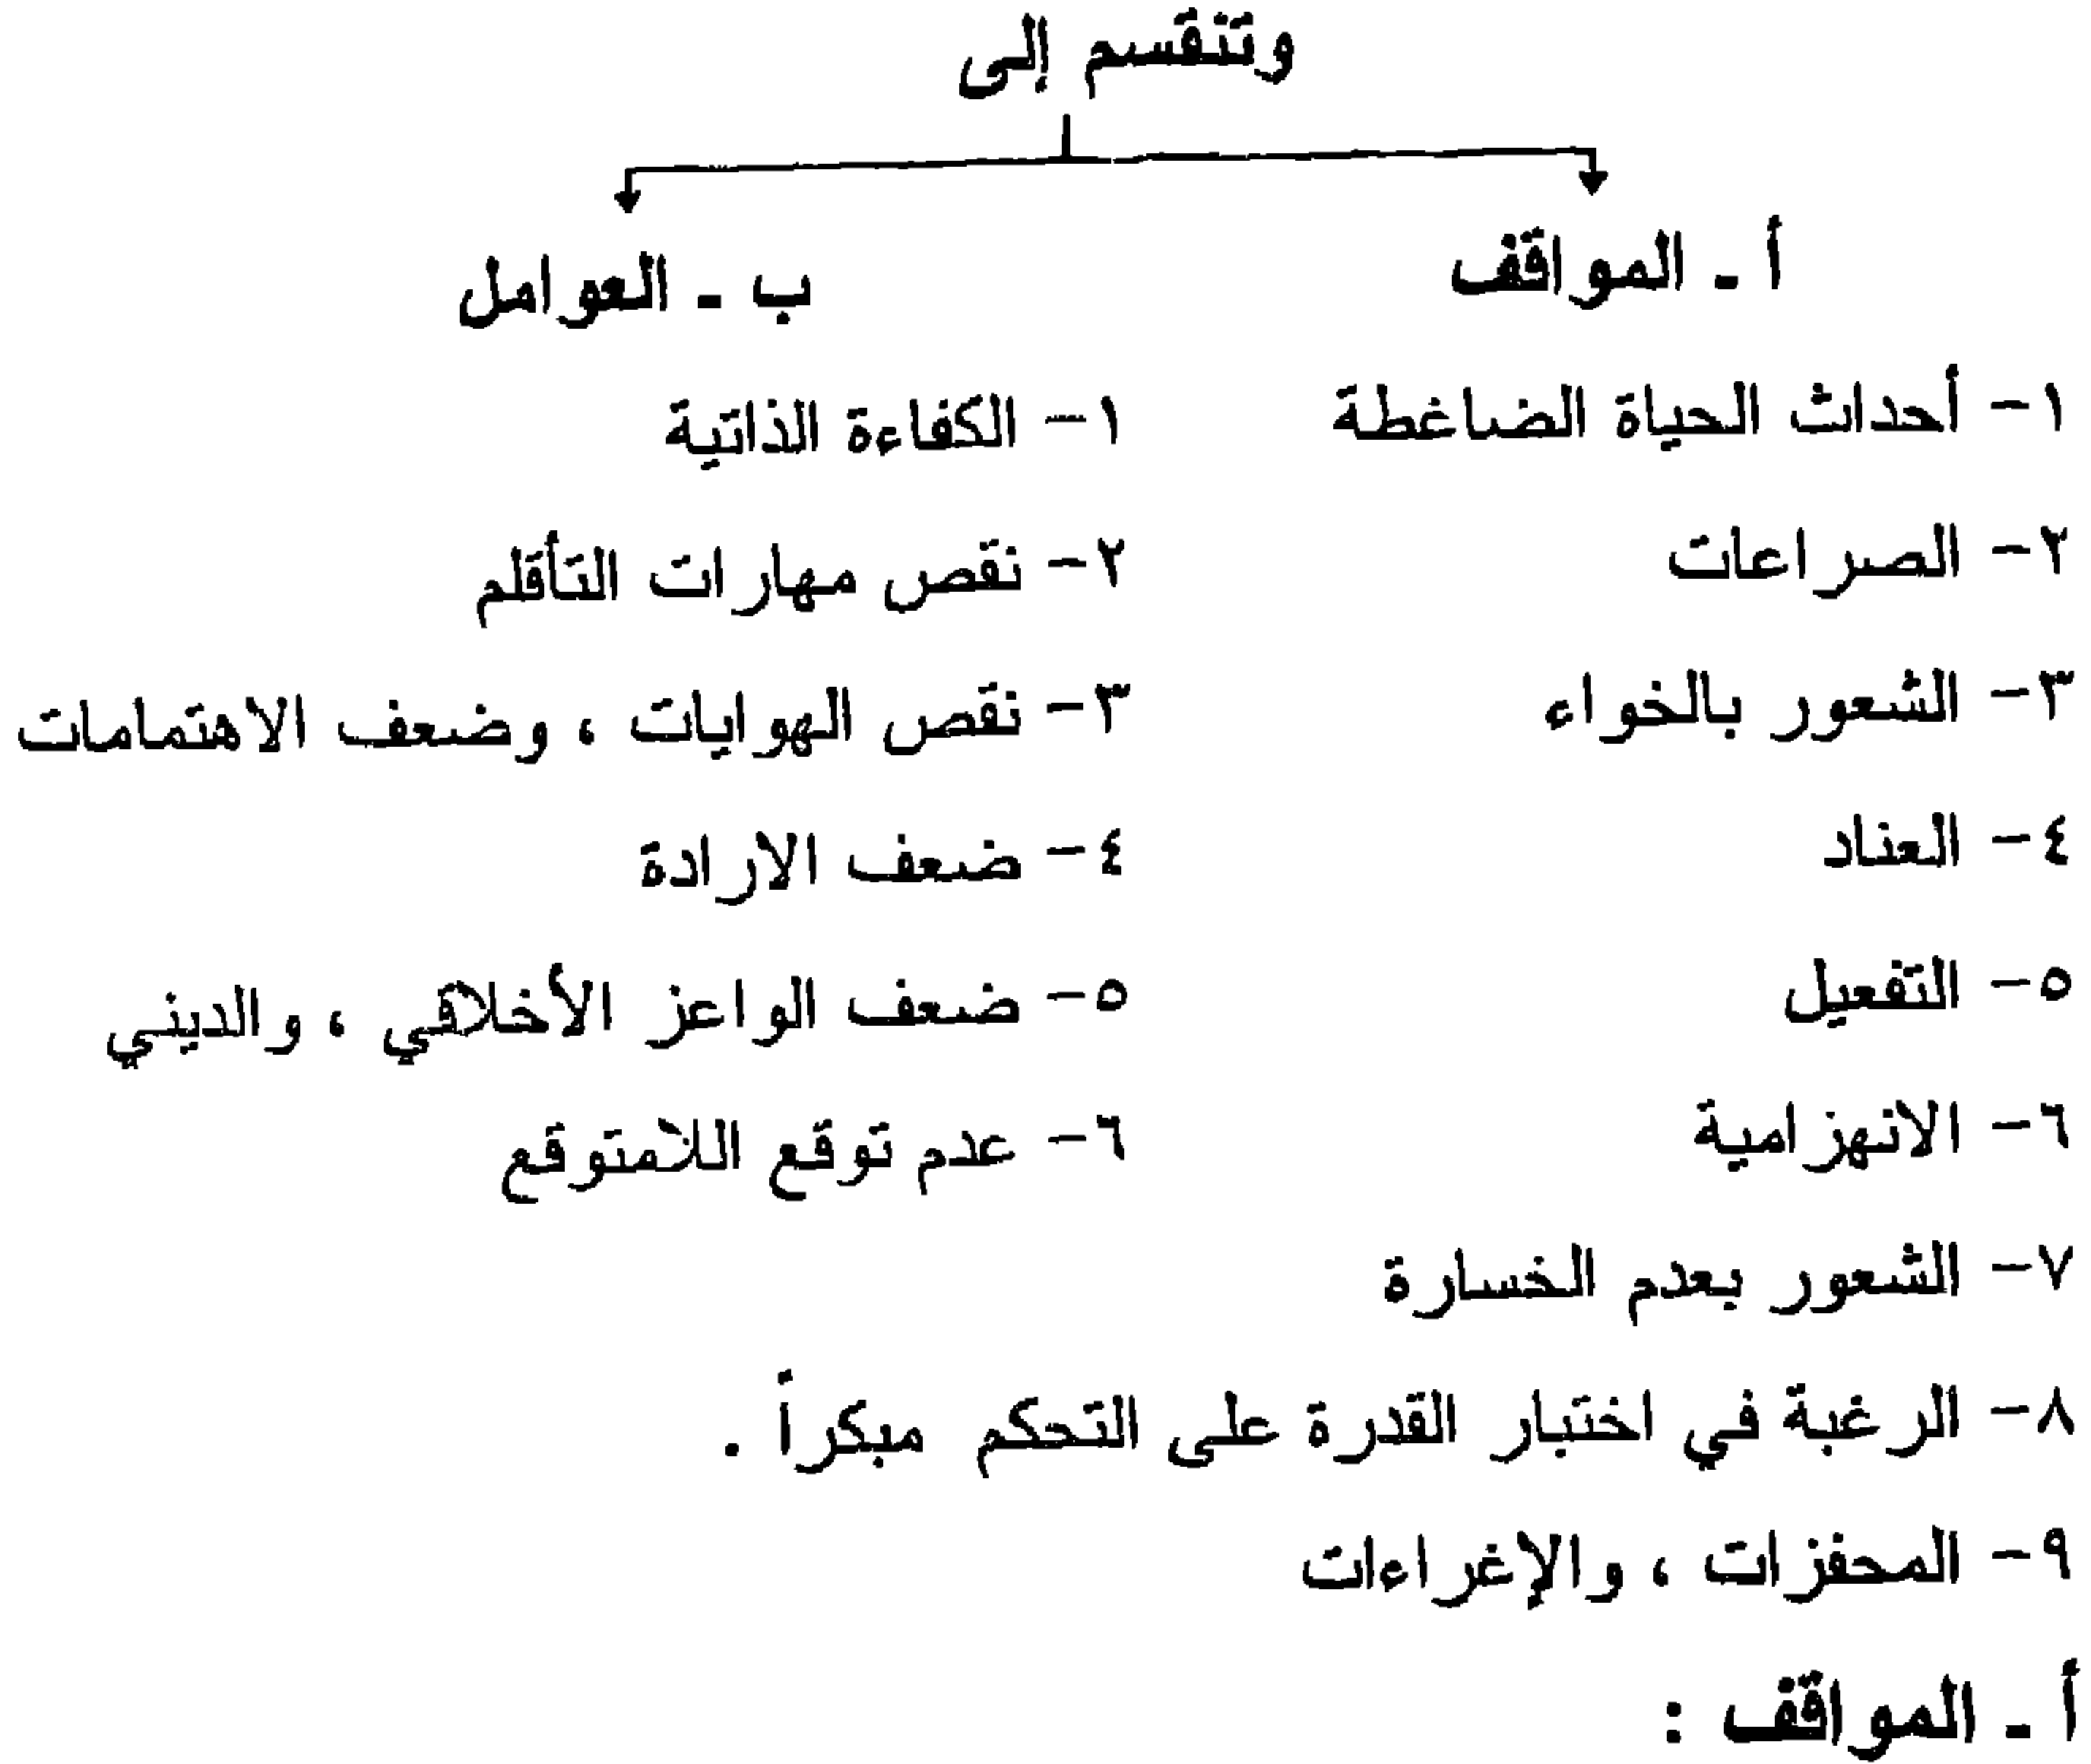 وتنقسم إلى
أ ـ المواقف
ب ـ العوامل
١- أحداث الحياة الضاغطة
١- الكفاءة الذاتية
٢- الصراعات
٢- نقص مهارات التأقلم
٣- الشعور بالخواء
٣- نقص الهوايات ، وضعف الاهتمامات
٤- العناد
٤- ضعف الارادة
٥- التفعيل
٥- ضعف الواعز الأخلاقي ، والديني
٦- الانهزامية
٦- عدم توقع اللامتوقع
٧- الشعور بعدم الخسارة
٨- الرغبة في اختبار القدرة على التحكم مبكراً .
٩- المحفزات ، والإغراءات
أ ـ المواقف :